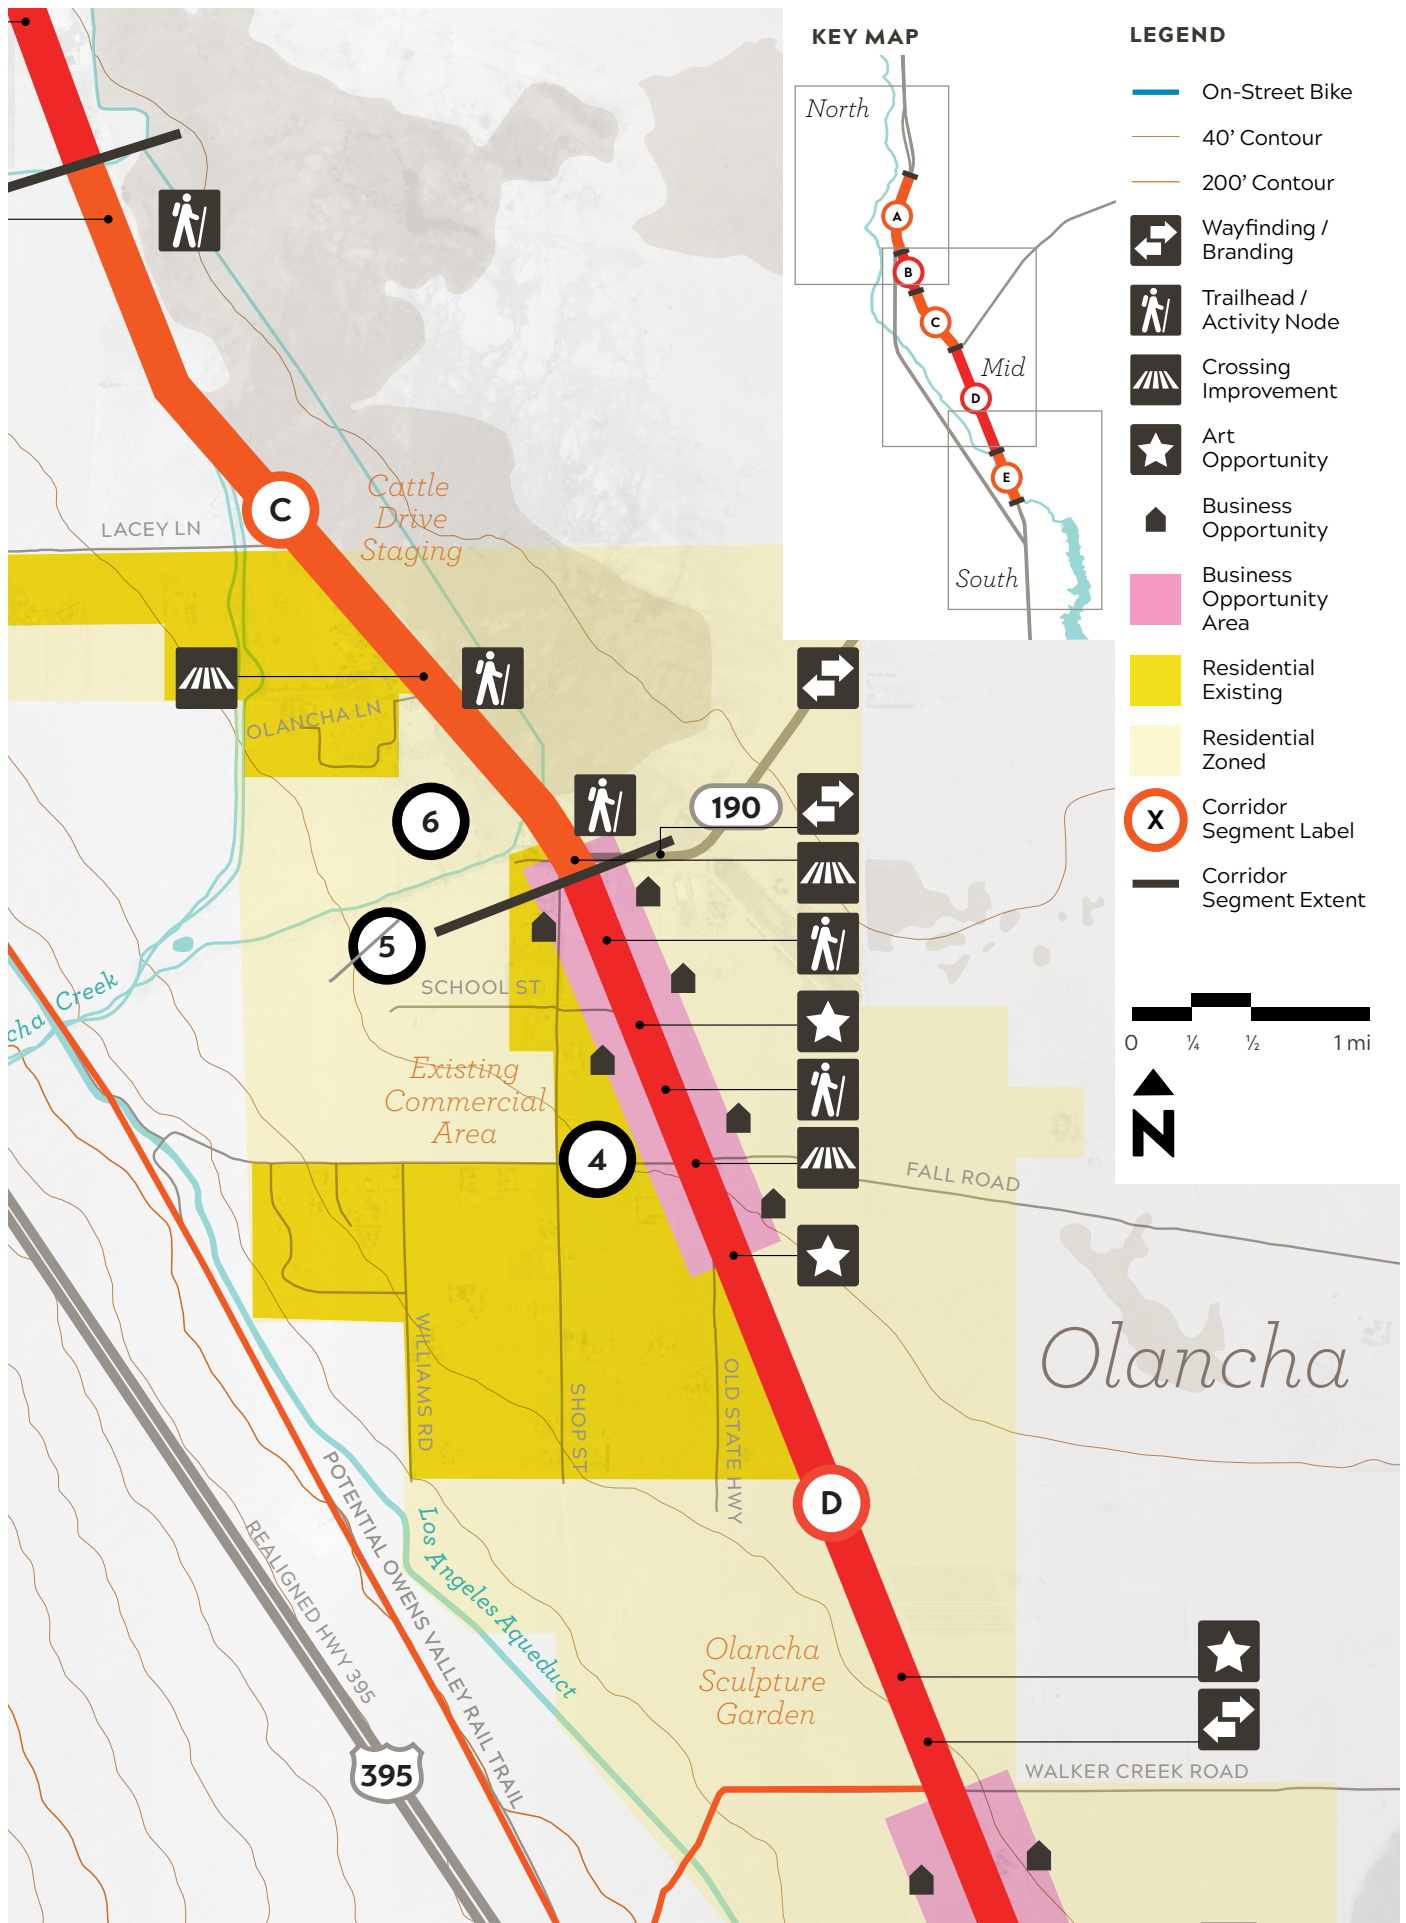 KEY MAP
North
A
B
C
Mid
D
E
South
LEGEND
On-Street Bike
40’ Contour
200’ Contour
Wayfinding /
Branding
Trailhead /
Activity Node
Crossing
Improvement
Art
Opportunity
Business
Opportunity
Business
Opportunity
Area
Residential
Existing
Residential
Zoned
X
Corridor
Segment Label
Corridor
Segment Extent
0 ¼ ½ 1 mi
N
C
Cattle
Drive
Staging
LACEY LN
OLANCHA LN
6
190
5
SCHOOL ST
Creek
Existing
Commercial
Area
4
FALL ROAD
Olancha
WILLIAMS RD
SHOP ST
OLD STATE HWY
D
POTENTIAL OWENS VALLEY RAIL TRAIL
REALIGNED HWY 395
Los Angeles Aqueduct
Olancha
Sculpture
Garden
395
WALKER CREEK ROAD